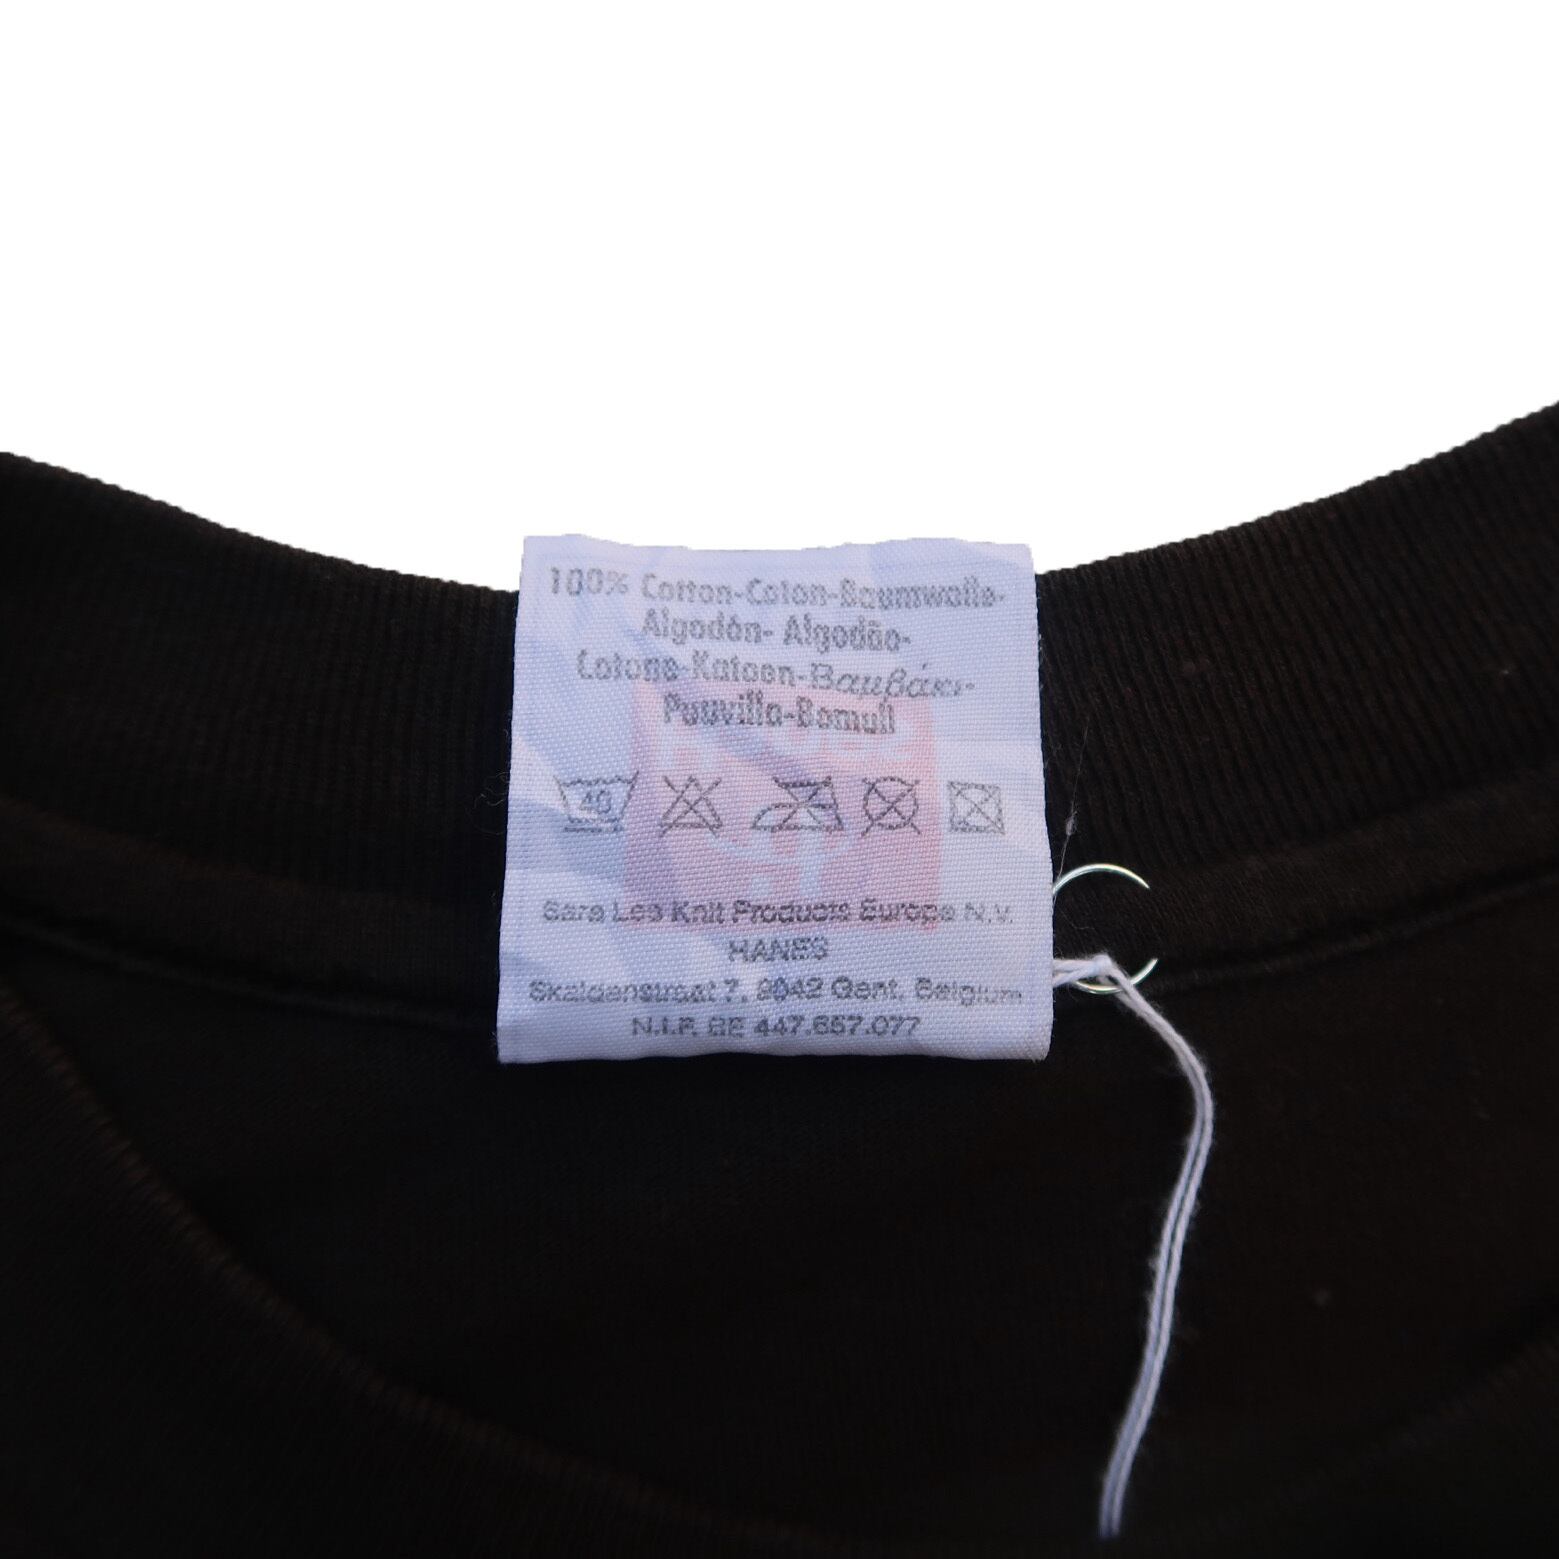 100% Cotton-Coton-Baumwolle-
Algodón- Algodão-
Cotone-Katoen-Βαμβάκι-
Puuvilla-Bomull
40
Sara Lee Knit Products Europe N.V.
HANES
Skaldenstraat 7, 9042 Gent, Belgium
N.I.F. BE 447.657.077